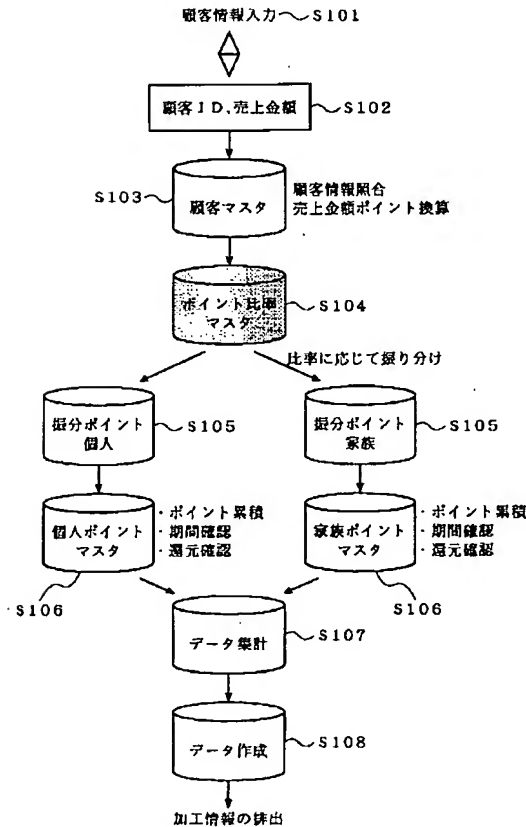 顧客情報入力 S101
顧客ID、売上金額 S102
S103 顧客マスタ
顧客情報照合
売上金額ポイント換算
ポイント比率
マスタ
S104
比率に応じて振り分け
振分ポイント
個人
S105
振分ポイント
家族
S105
個人ポイント
マスタ
・ポイント累積
・期間確認
・還元確認
S106
家族ポイント
マスタ
・ポイント累積
・期間確認
・還元確認
S106
データ集計 S107
データ作成 S108
加工情報の排出